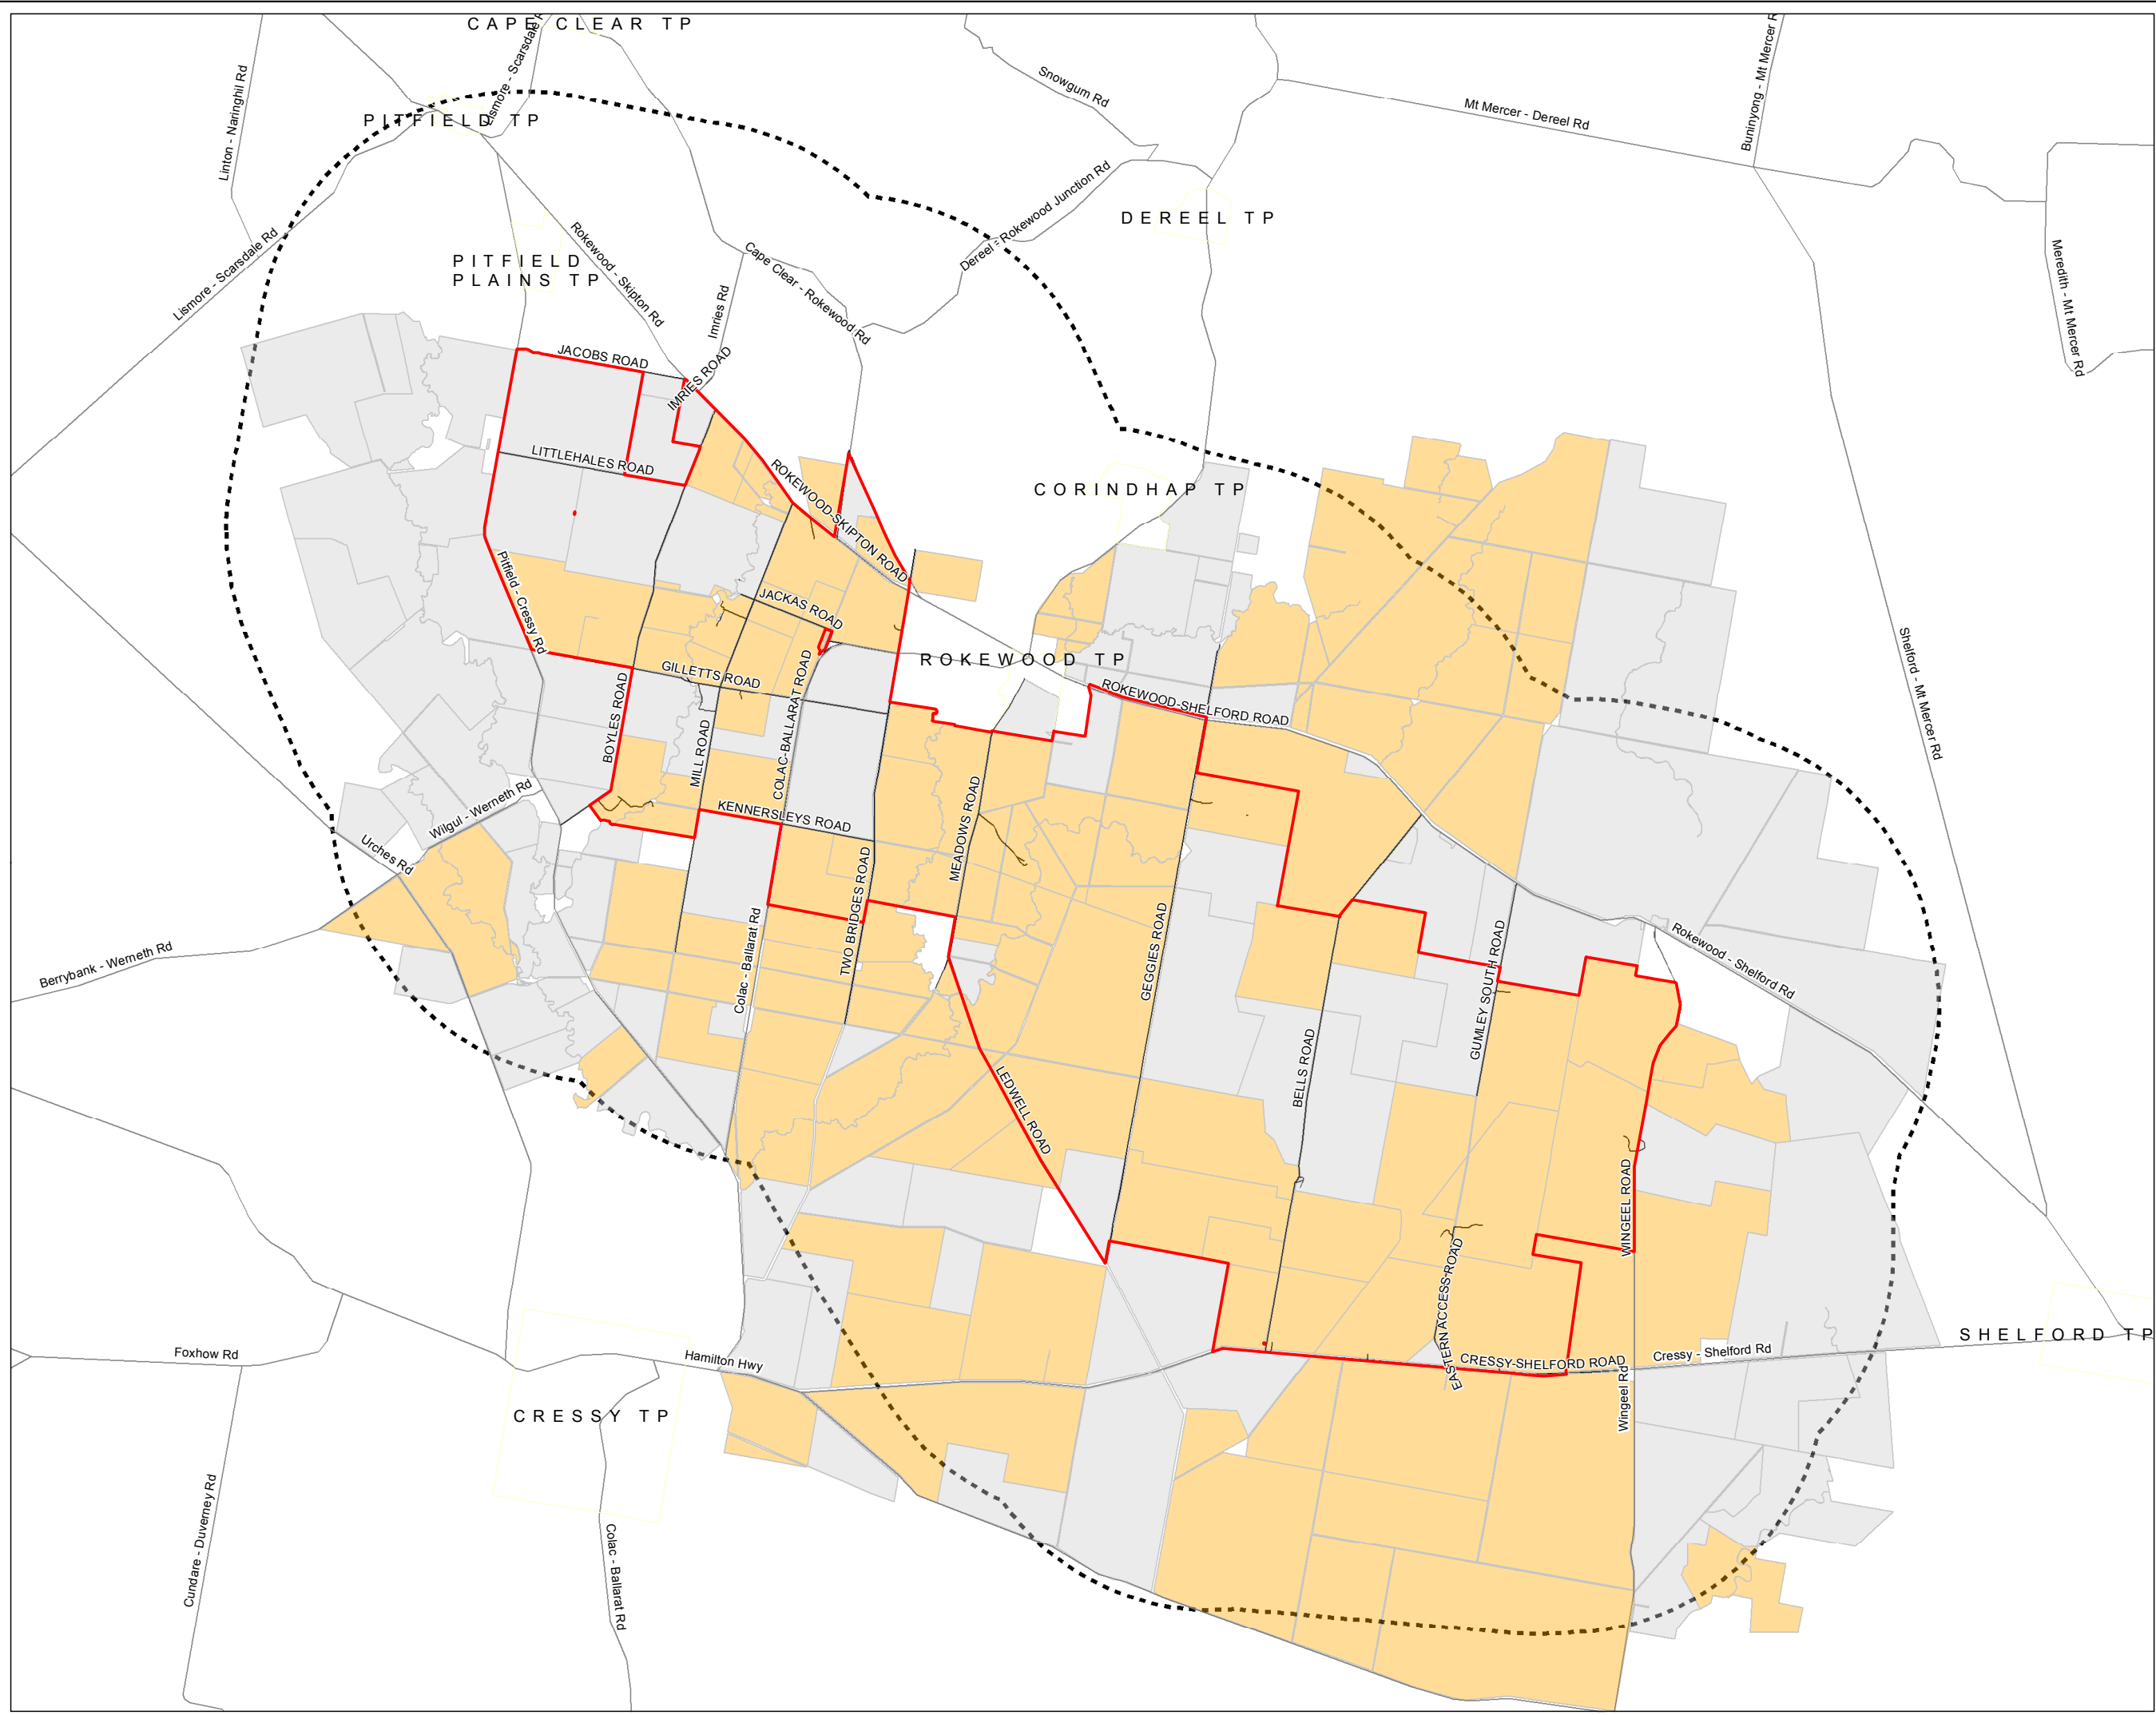 CAPE CLEAR TP
Lismore - Scarsdale R
Linton - Naringhil Rd
PITFIELD TP
Snowgum Rd
Mt Mercer - Dereel Rd
Buninyong - Mt Mercer R
Dereel - Rokewood Junction Rd
DEREEL TP
Lismore - Scarsdale Rd
PITFIELD
PLAINS TP
Rokewood - Skipton Rd
Imries Rd
Cape Clear - Rokewood Rd
Meredith - Mt Mercer Rd
JACOBS ROAD
IMRIES ROAD
LITTLEHALES ROAD
ROKEWOOD-SKIPTON ROAD
CORINDHAP TP
Pitfield - Cressy Rd
JACKAS ROAD
ROKEWOOD TP
GILLETTS ROAD
BOYLES ROAD
MILL ROAD
COLAC-BALLARAT ROAD
ROKEWOOD-SHELFORD ROAD
Shelford - Mt Mercer Rd
Wilgul - Werneth Rd
KENNERSLEYS ROAD
MEADOWS ROAD
TWO BRIDGES ROAD
Urches Rd
Berrybank - Werneth Rd
Colac - Ballarat Rd
GEGGIES ROAD
GUMLEY SOUTH ROAD
Rokewood - Shelford Rd
BELLS ROAD
LEDWELL ROAD
WINGEEL ROAD
EASTERN ACCESS ROAD
Foxhow Rd
Hamilton Hwy
CRESSY-SHELFORD ROAD
Cressy - Shelford Rd
SHELFORD TP
Wingeel Rd
CRESSY TP
Cundare - Duverney Rd
Colac - Ballarat Rd